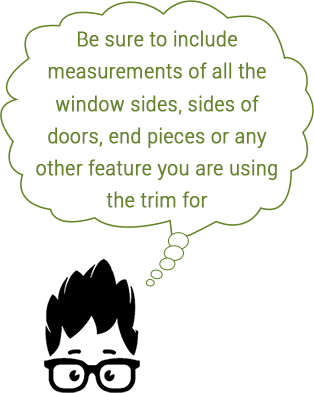 Be sure to include
measurements of all the
window sides, sides of
doors, end pieces or any
other feature you are using
the trim for